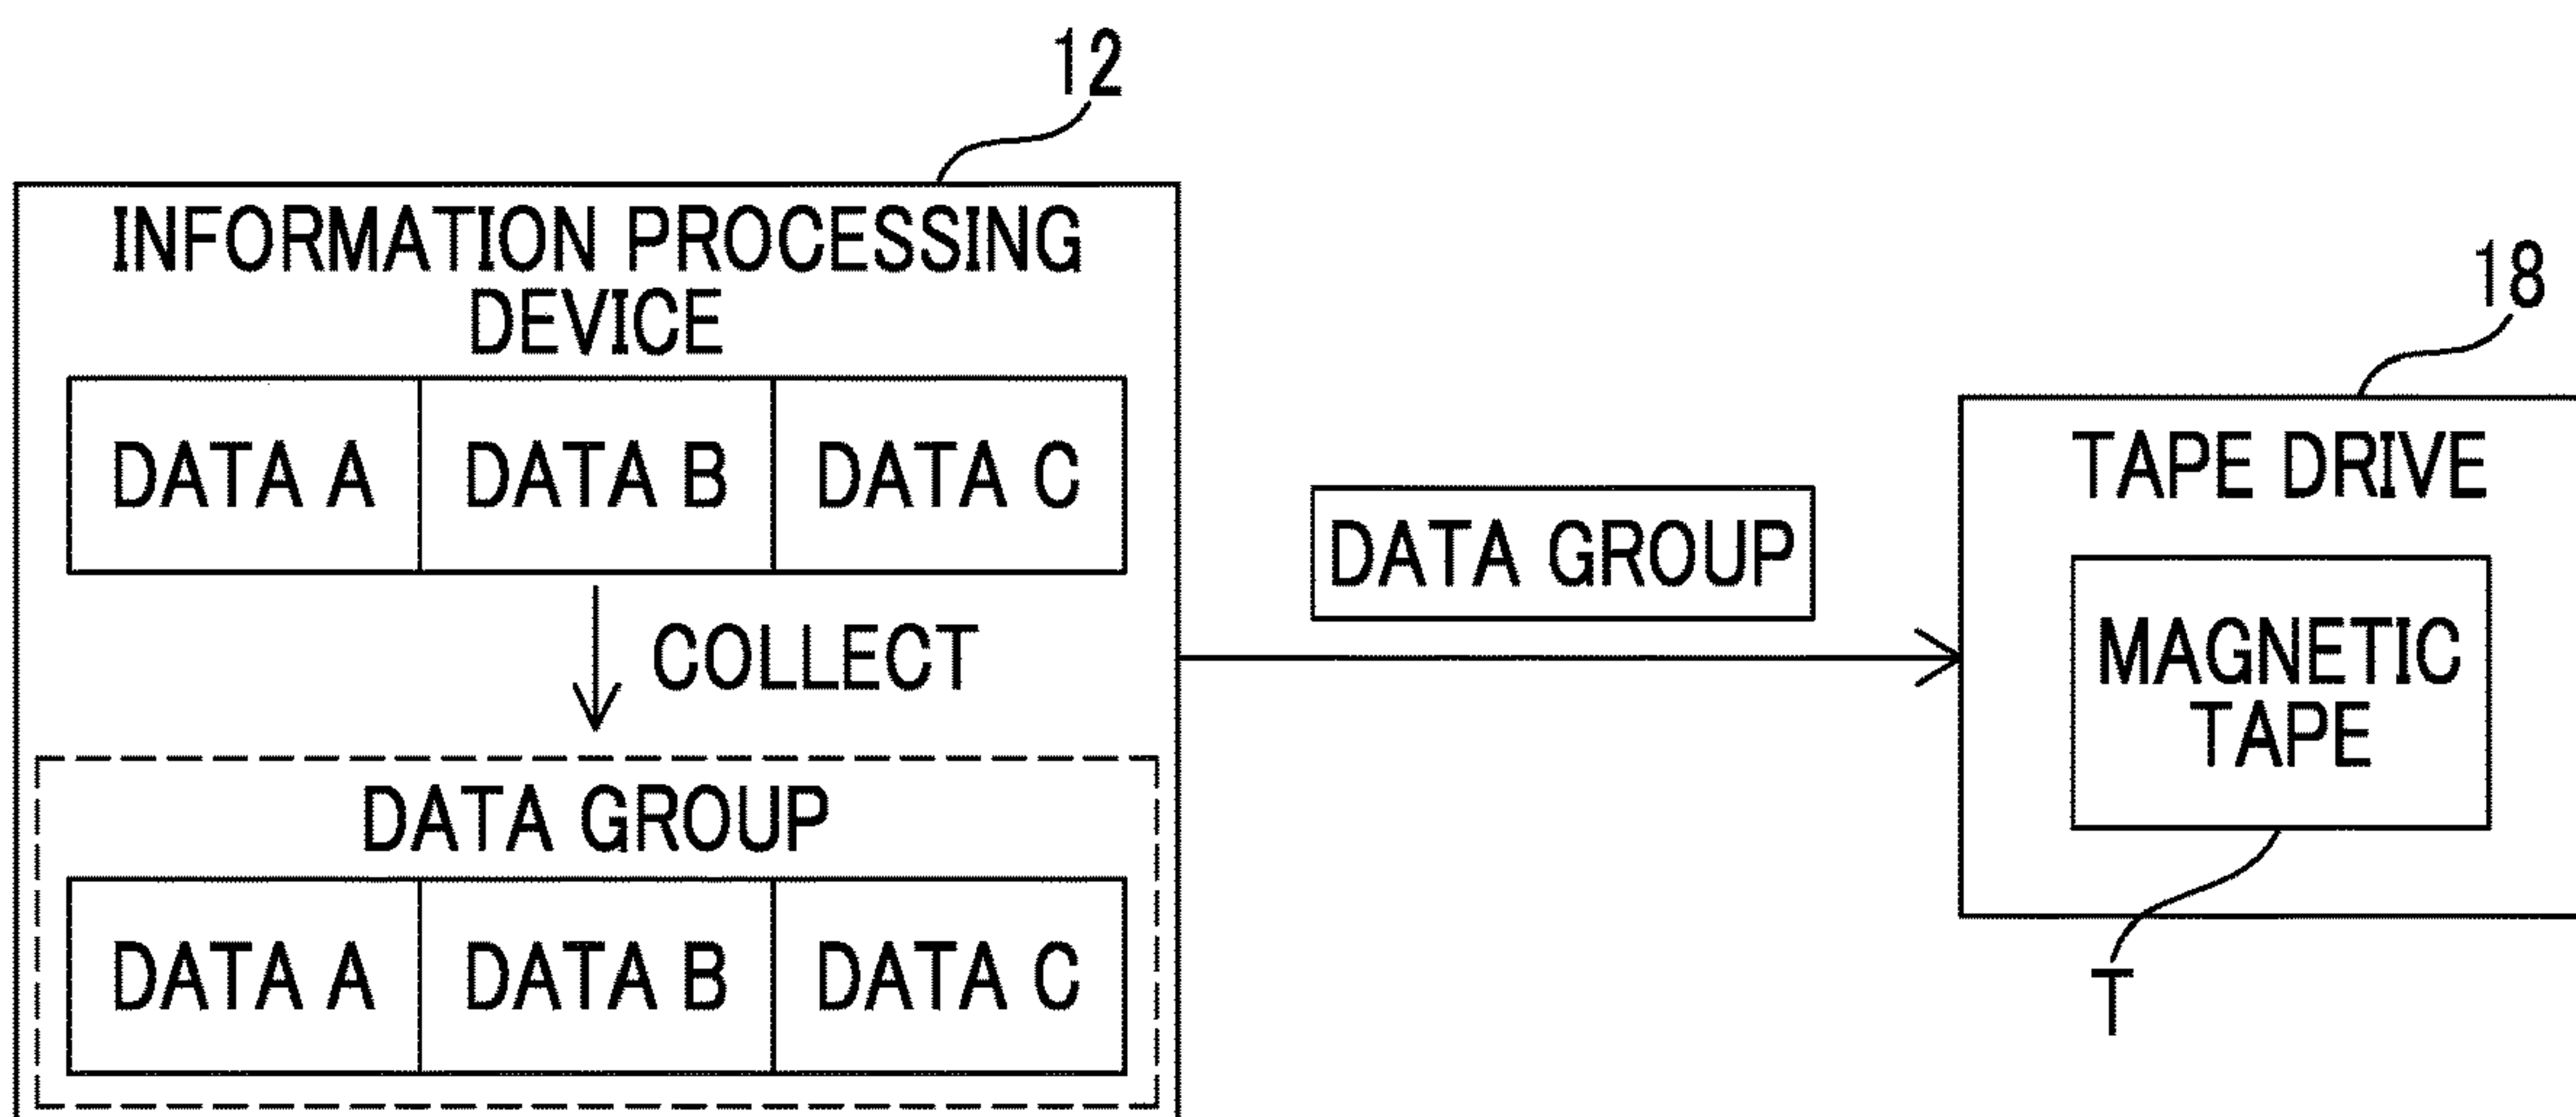 12
INFORMATION PROCESSING
DEVICE
DATA A DATA B DATA C
COLLECT
DATA GROUP
DATA A DATA B DATA C
DATA GROUP
18
TAPE DRIVE
MAGNETIC
TAPE
T